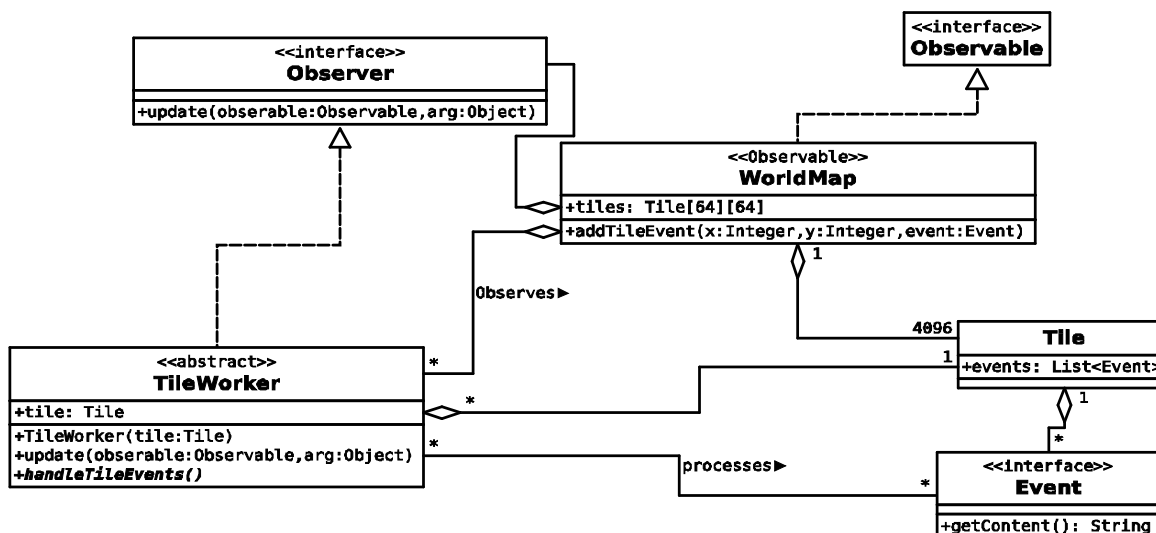 <<interface>>
Observable
<<interface>>
Observer
+update(obserable:Observable,arg:Object)
<<Observable>>
WorldMap
+tiles: Tile[64][64]
+addTileEvent(x:Integer,y:Integer,event:Event)
1
Observes▶
4096
Tile
+events: List<Event>
1
1
*
<<abstract>>
TileWorker
+tile: Tile
+TileWorker(tile:Tile)
+update(obserable:Observable,arg:Object)
+handleTileEvents()
*
*
processes▶
*
*
<<interface>>
Event
+getContent(): String